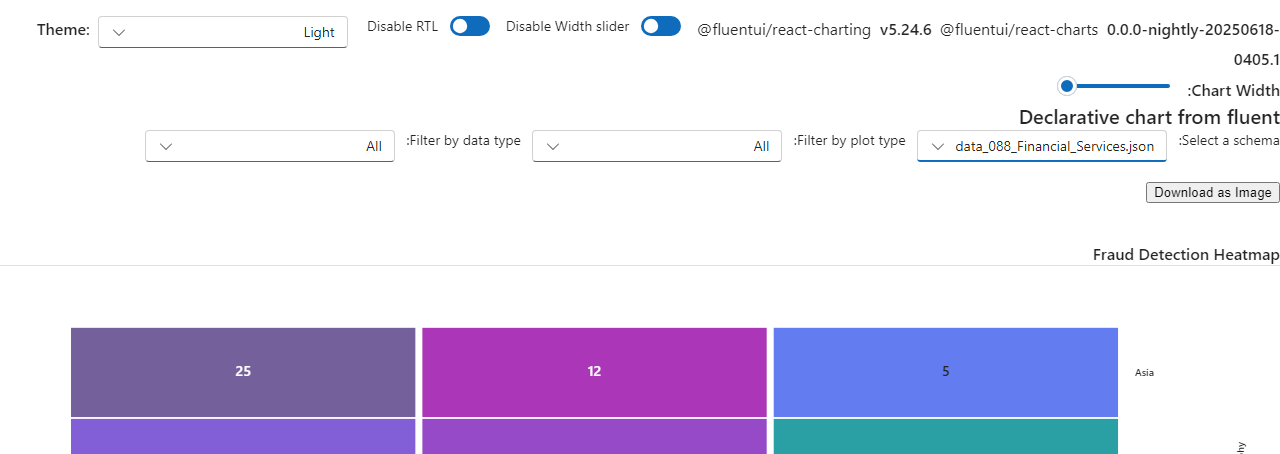 Theme: Light Disable RTL Disable Width slider @fluentui/react-charting v5.24.6 @fluentui/react-charts 0.0.0-nightly-20250618-
0405.1
:Chart Width
Declarative chart from fluent
:Select a schema data_088_Financial_Services.json :Filter by plot type All :Filter by data type All
Download as Image
Fraud Detection Heatmap
25 12 5 Asia